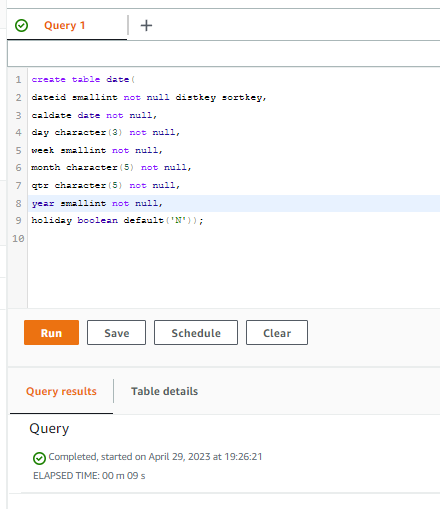 Query 1 +
1 create table date(
2 dateid smallint not null distkey sortkey,
3 caldate date not null,
4 day character(3) not null,
5 week smallint not null,
6 month character(5) not null,
7 qtr character(5) not null,
8 year smallint not null,
9 holiday boolean default('N'));
10
Run Save Schedule Clear
Query results Table details
Query
Completed, started on April 29, 2023 at 19:26:21
ELAPSED TIME: 00 m 09 s